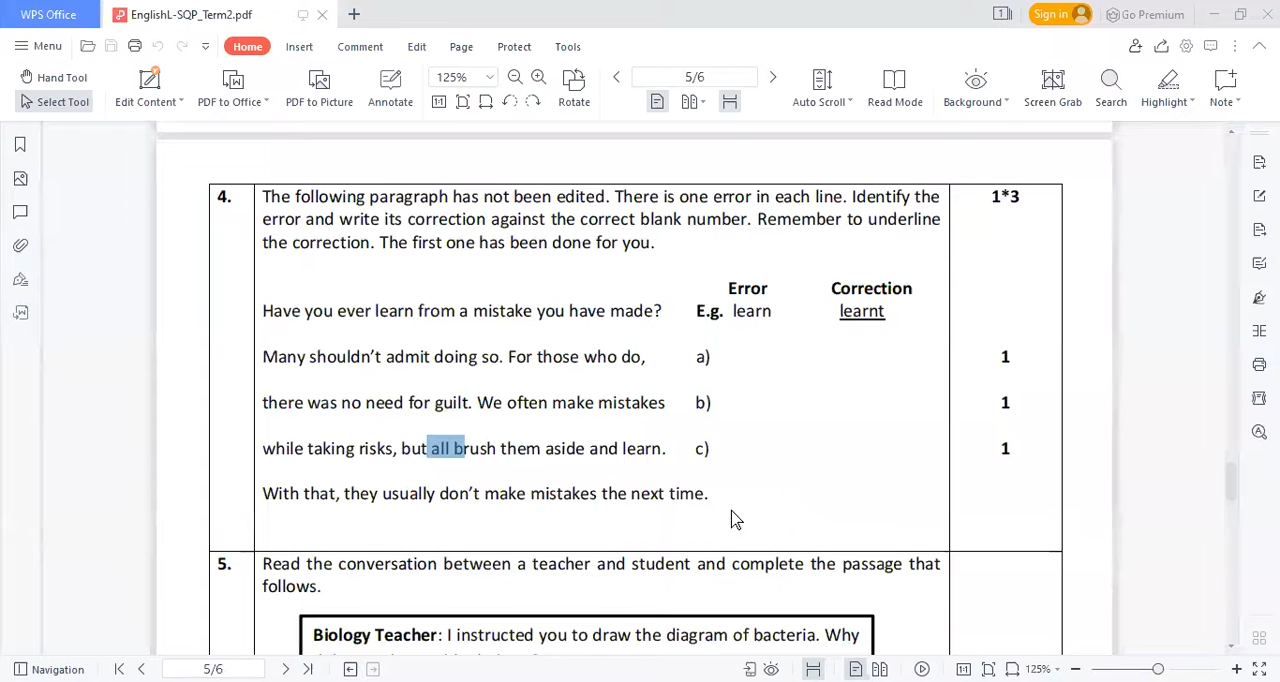 WPS Office
EnglishL-SQP_Term2.pdf
1
Sign in
Go Premium
Menu
Home
Insert
Comment
Edit
Page
Protect
Tools
Hand Tool
Select Tool
Edit Content
PDF to Office
PDF to Picture
Annotate
125%
Rotate
5/6
Auto Scroll
Read Mode
Background
Screen Grab
Search
Highlight
Note
4. The following paragraph has not been edited. There is one error in each line. Identify the 1*3
error and write its correction against the correct blank number. Remember to underline
the correction. The first one has been done for you.
Error Correction
Have you ever learn from a mistake you have made? E.g. learn learnt
Many shouldn't admit doing so. For those who do, a) 1
there was no need for guilt. We often make mistakes b) 1
while taking risks, but all brush them aside and learn. c) 1
With that, they usually don't make mistakes the next time.
5. Read the conversation between a teacher and student and complete the passage that
follows.
Biology Teacher: I instructed you to draw the diagram of bacteria. Why
Navigation
5/6
125%